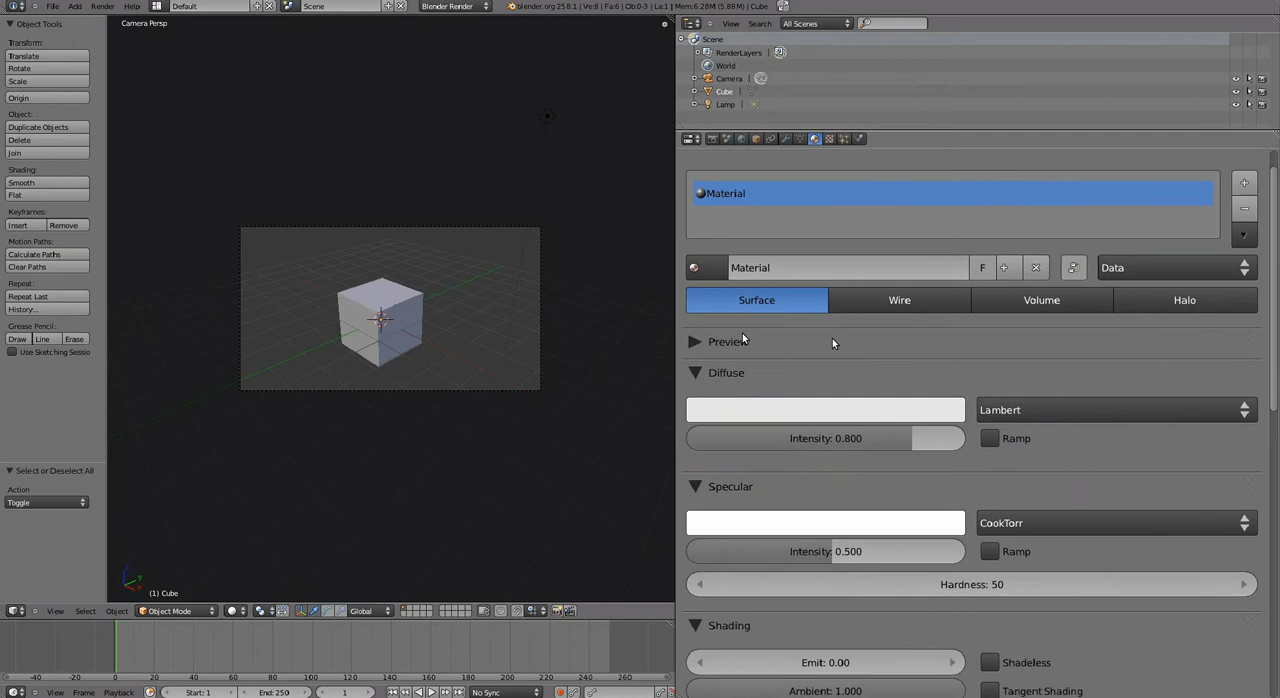 File Add Render Help Default Scene Blender Render blender.org 258.1 | Ve:8 | Fa:6 | Ob:0-3 | La:1 | Mem:6.28M (5.88M) | Cube
Object Tools
Transform:
Translate
Rotate
Scale
Origin
Object:
Duplicate Objects
Delete
Join
Shading:
Smooth
Flat
Keyframes:
Insert Remove
Motion Paths:
Calculate Paths
Clear Paths
Repeat:
Repeat Last
History...
Grease Pencil:
Draw Line Erase
Use Sketching Sessio
Select or Deselect All
Action
Toggle
Camera Persp
(1) Cube
View Select Object Object Mode Global
-40 -20 0 20 40 60 80 100 120 140 160 180 200 220 240 260
View Frame Playback Start: 1 End: 250 1 No Sync
View Search All Scenes
Scene
RenderLayers
World
Camera
Cube
Lamp
Material
Material F Data
Surface Wire Volume Halo
Preview
Diffuse
Lambert
Intensity: 0.800 Ramp
Specular
CookTorr
Intensity: 0.500 Ramp
Hardness: 50
Shading
Emit: 0.00 Shadeless
Ambient: 1.000 Tangent Shading